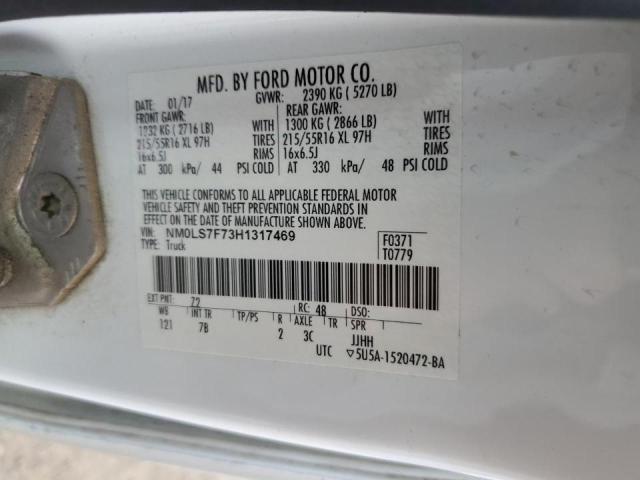 MFD. BY FORD MOTOR CO.
DATE: 01/17 GVWR: 2390 KG ( 5270 LB)
FRONT GAWR: REAR GAWR:
1232 KG ( 2716 LB) WITH 1300 KG ( 2866 LB) WITH
215/55R16 XL 97H TIRES 215/55R16 XL 97H TIRES
16x6.5J RIMS 16x6.5J RIMS
AT 300 kPa/ 44 PSI COLD AT 330 kPa/ 48 PSI COLD
THIS VEHICLE CONFORMS TO ALL APPLICABLE FEDERAL MOTOR
VEHICLE SAFETY AND THEFT PREVENTION STANDARDS IN
EFFECT ON THE DATE OF MANUFACTURE SHOWN ABOVE.
VIN: NM0LS7F73H1317469 F0371
TYPE: Truck T0779
EXT PNT: 72 RC: 48 DSO:
WB INT TR TP/PS R AXLE TR SPR
121 7B 2 3C JJHH
UTC ▽5U5A-1520472-BA